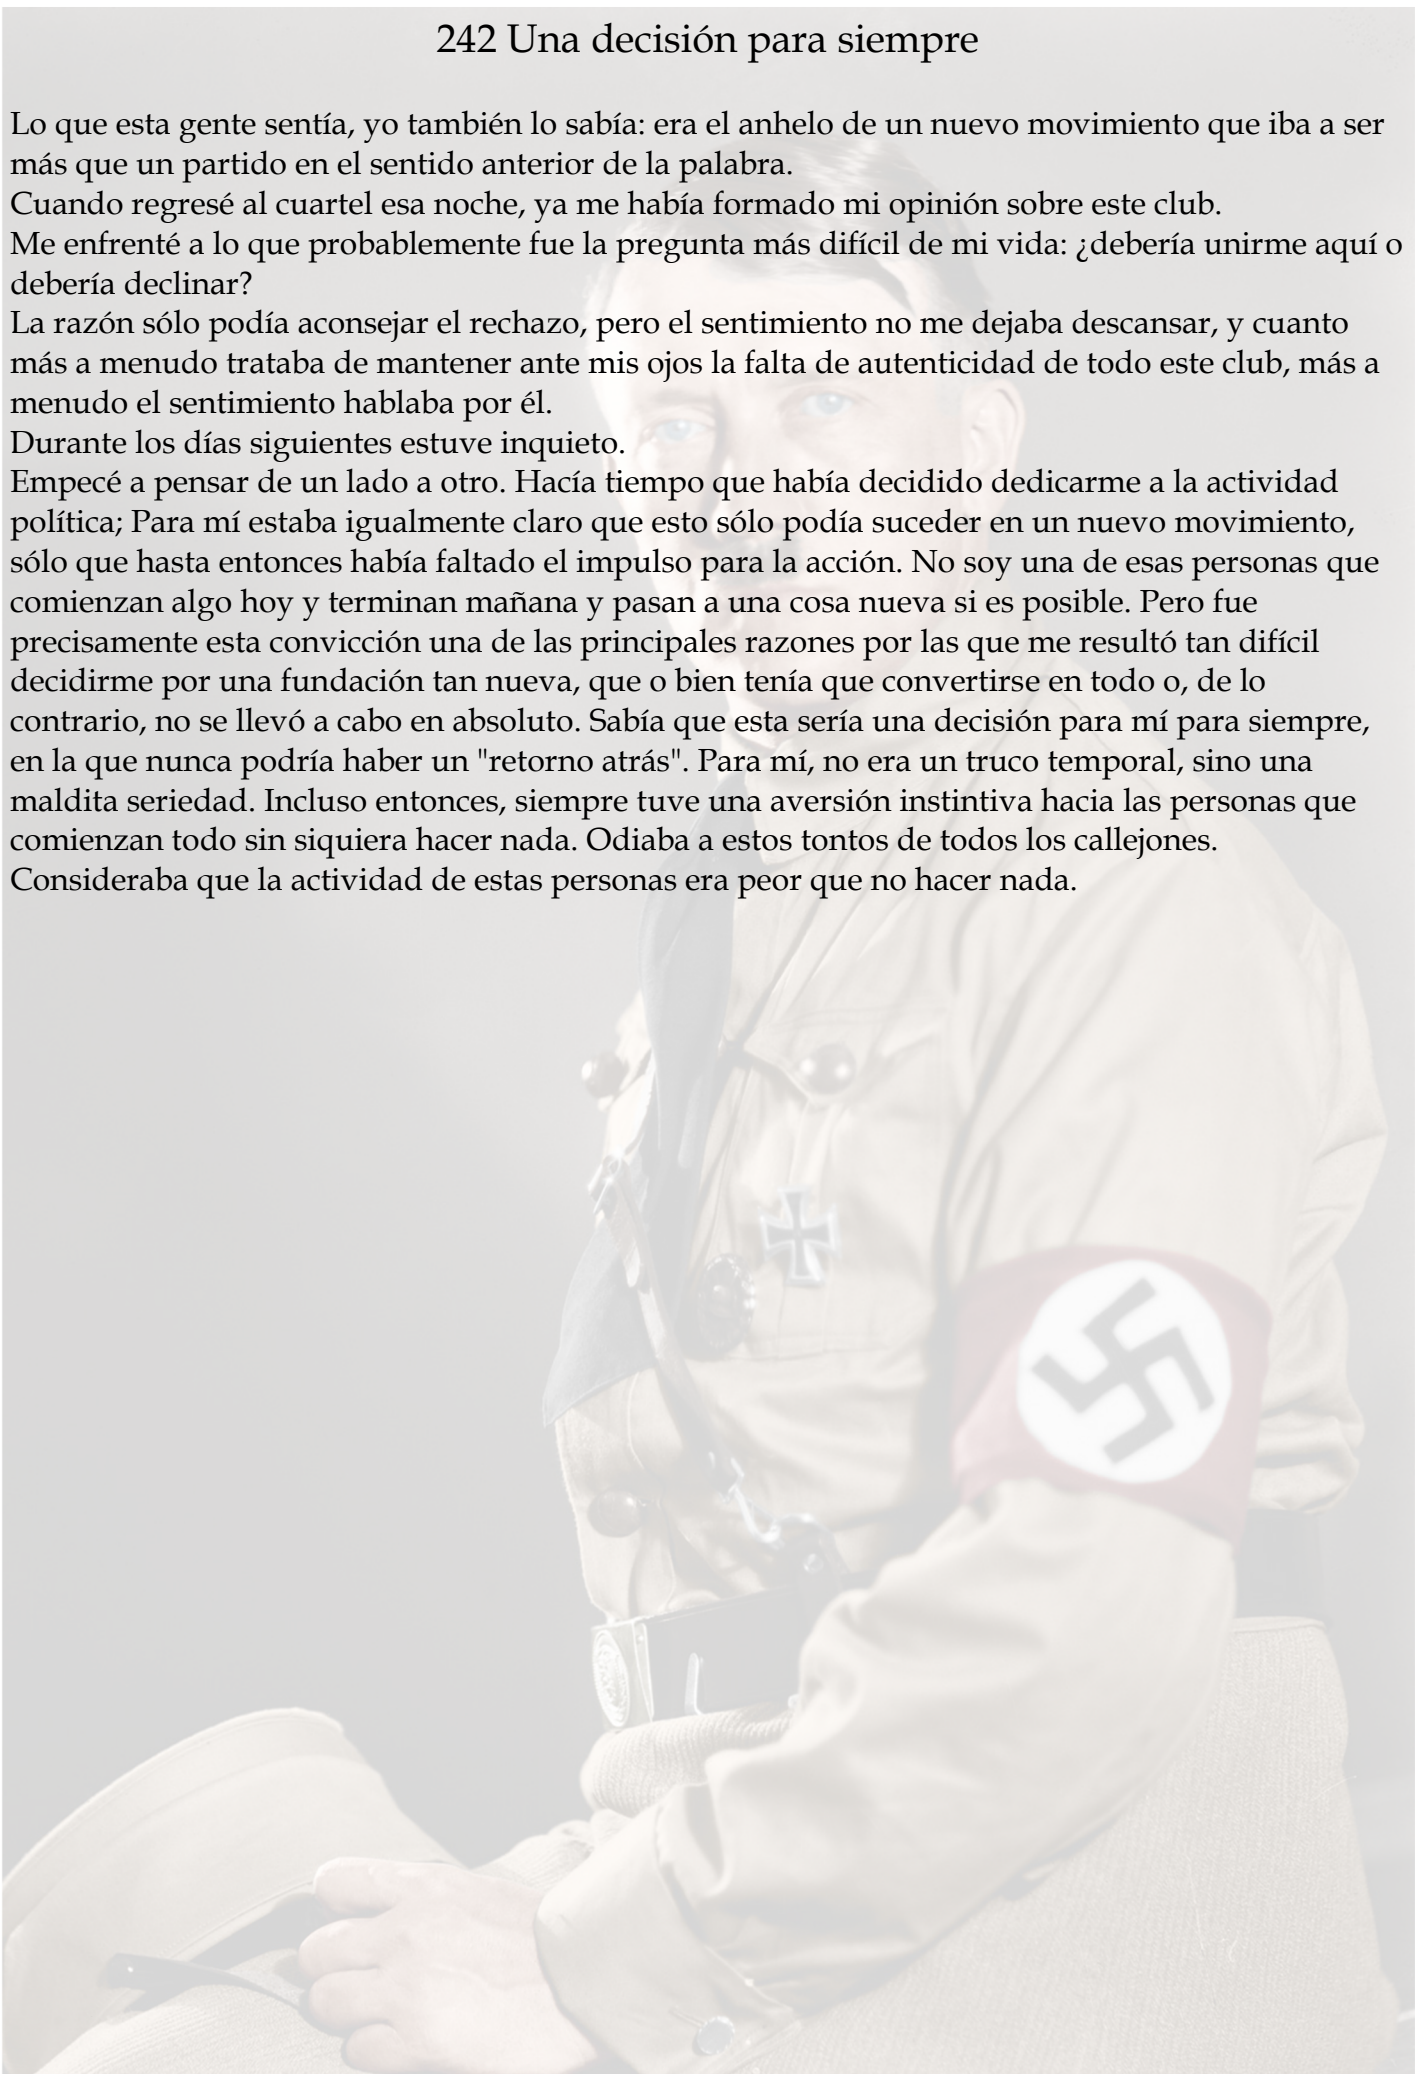 242 Una decisión para siempre
Lo que esta gente sentía, yo también lo sabía: era el anhelo de un nuevo movimiento que iba a ser
más que un partido en el sentido anterior de la palabra.
Cuando regresé al cuartel esa noche, ya me había formado mi opinión sobre este club.
Me enfrenté a lo que probablemente fue la pregunta más difícil de mi vida: ¿debería unirme aquí o
debería declinar?
La razón sólo podía aconsejar el rechazo, pero el sentimiento no me dejaba descansar, y cuanto
más a menudo trataba de mantener ante mis ojos la falta de autenticidad de todo este club, más a
menudo el sentimiento hablaba por él.
Durante los días siguientes estuve inquieto.
Empecé a pensar de un lado a otro. Hacía tiempo que había decidido dedicarme a la actividad
política; Para mí estaba igualmente claro que esto sólo podía suceder en un nuevo movimiento,
sólo que hasta entonces había faltado el impulso para la acción. No soy una de esas personas que
comienzan algo hoy y terminan mañana y pasan a una cosa nueva si es posible. Pero fue
precisamente esta convicción una de las principales razones por las que me resultó tan difícil
decidirme por una fundación tan nueva, que o bien tenía que convertirse en todo o, de lo
contrario, no se llevó a cabo en absoluto. Sabía que esta sería una decisión para mí para siempre,
en la que nunca podría haber un "retorno atrás". Para mí, no era un truco temporal, sino una
maldita seriedad. Incluso entonces, siempre tuve una aversión instintiva hacia las personas que
comienzan todo sin siquiera hacer nada. Odiaba a estos tontos de todos los callejones.
Consideraba que la actividad de estas personas era peor que no hacer nada.